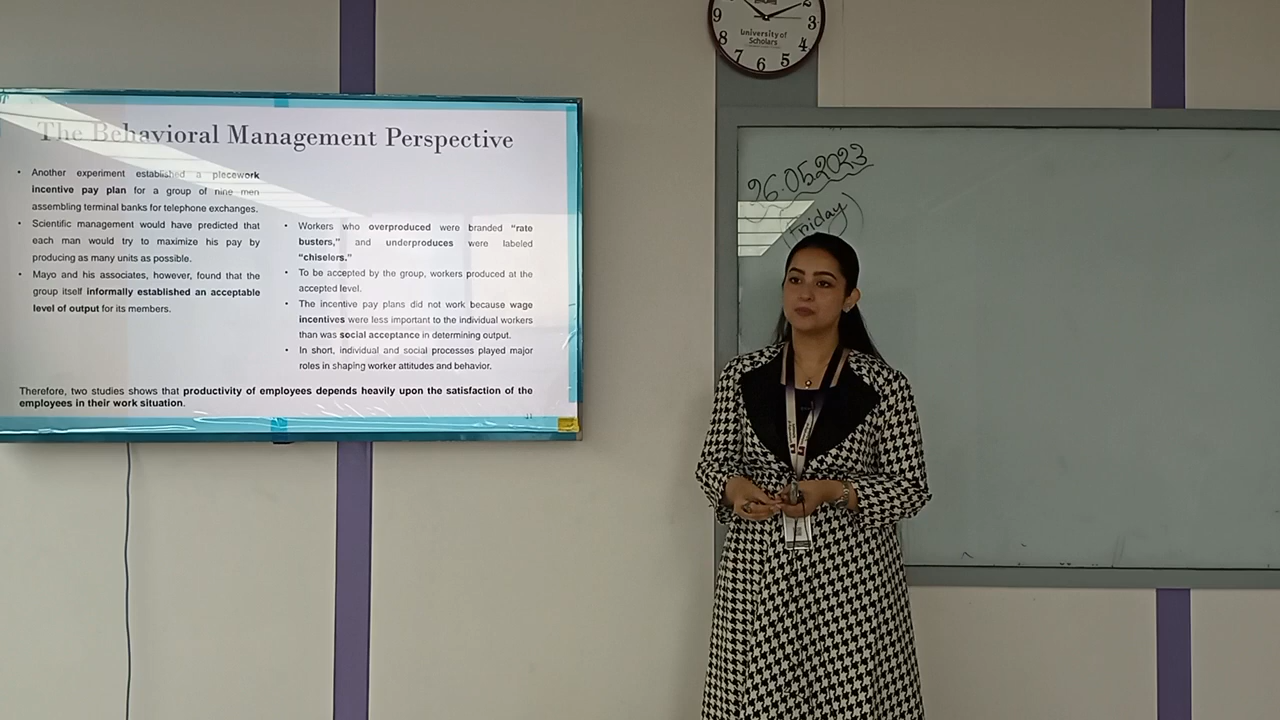 The Behavioral Management Perspective
• Another experiment established a piecework
incentive pay plan for a group of nine men
assembling terminal banks for telephone exchanges.
• Scientific management would have predicted that
each man would try to maximize his pay by
producing as many units as possible.
• Mayo and his associates, however, found that the
group itself informally established an acceptable
level of output for its members.
• Workers who overproduced were branded “rate
busters,” and underproduces were labeled
“chiselers.”
• To be accepted by the group, workers produced at the
accepted level.
• The incentive pay plans did not work because wage
incentives were less important to the individual workers
than was social acceptance in determining output.
• In short, individual and social processes played major
roles in shaping worker attitudes and behavior.
Therefore, two studies shows that productivity of employees depends heavily upon the satisfaction of the
employees in their work situation.
9 2
8 3
7 6 5 4
University of
Scholars
26.05.2023
(Friday)